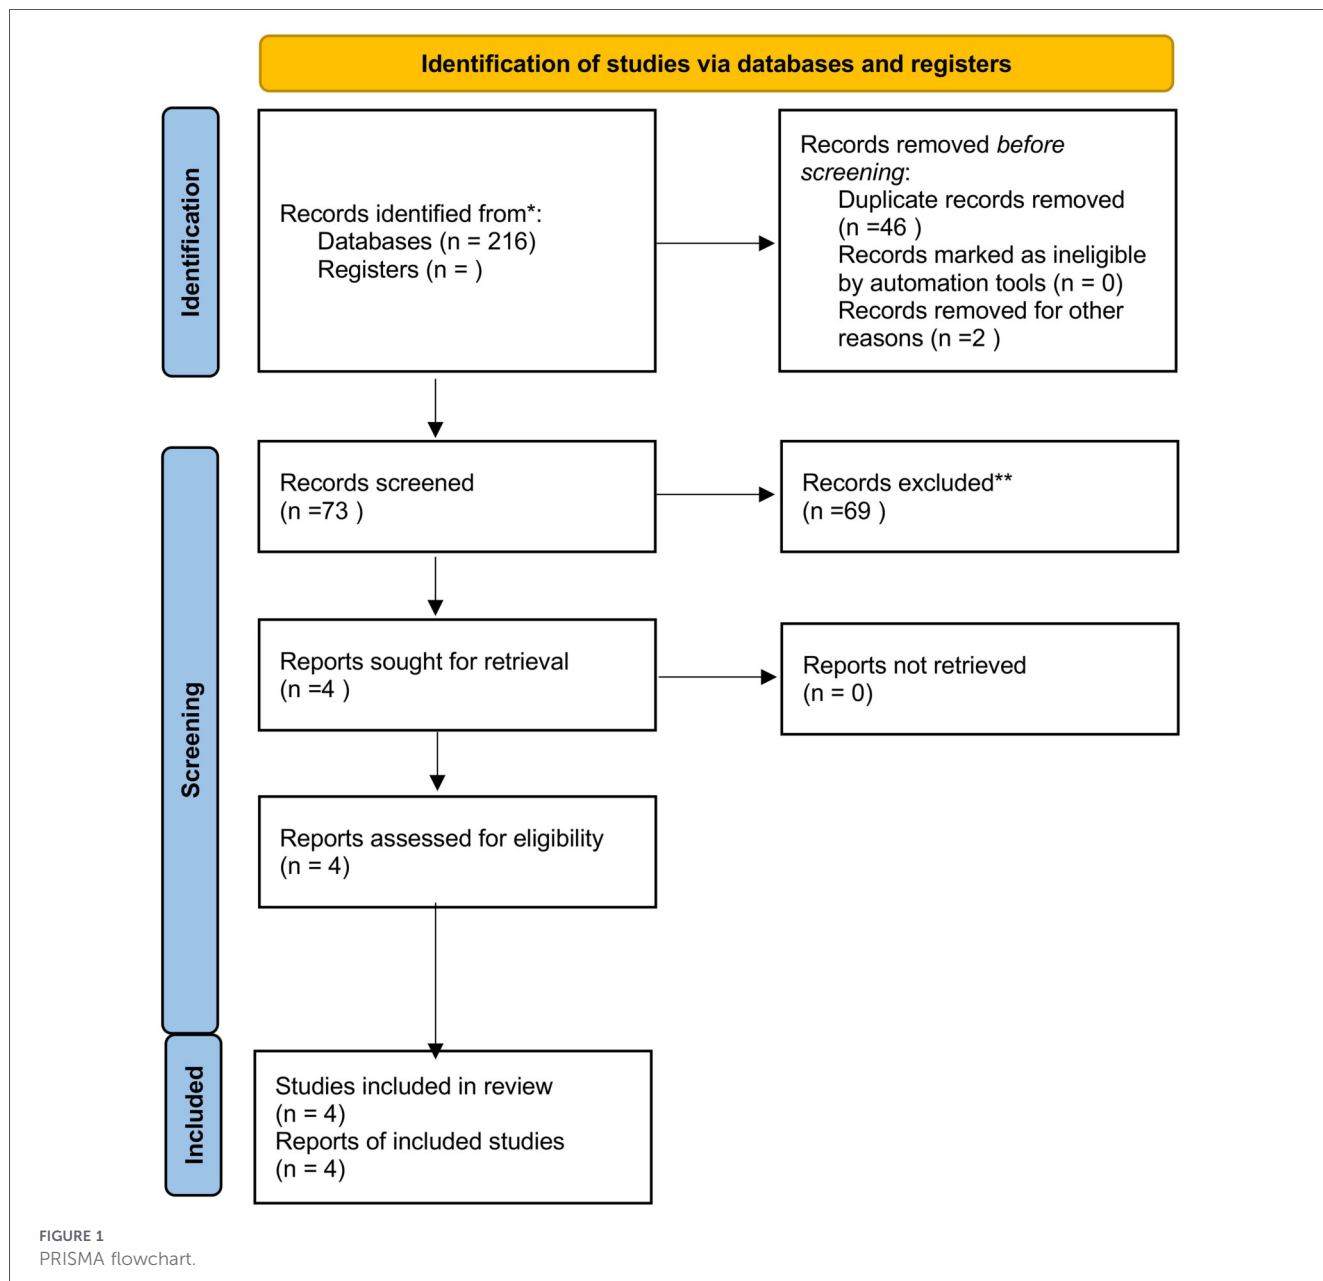 Identification of studies via databases and registers
Identification
Records identified from*:
Databases (n = 216)
Registers (n = )
Records removed before
screening:
Duplicate records removed
(n =46 )
Records marked as ineligible
by automation tools (n = 0)
Records removed for other
reasons (n =2 )
Screening
Records screened
(n =73 )
Records excluded**
(n =69 )
Reports sought for retrieval
(n =4 )
Reports not retrieved
(n = 0)
Reports assessed for eligibility
(n = 4)
Included
Studies included in review
(n = 4)
Reports of included studies
(n = 4)
FIGURE 1
PRISMA flowchart.